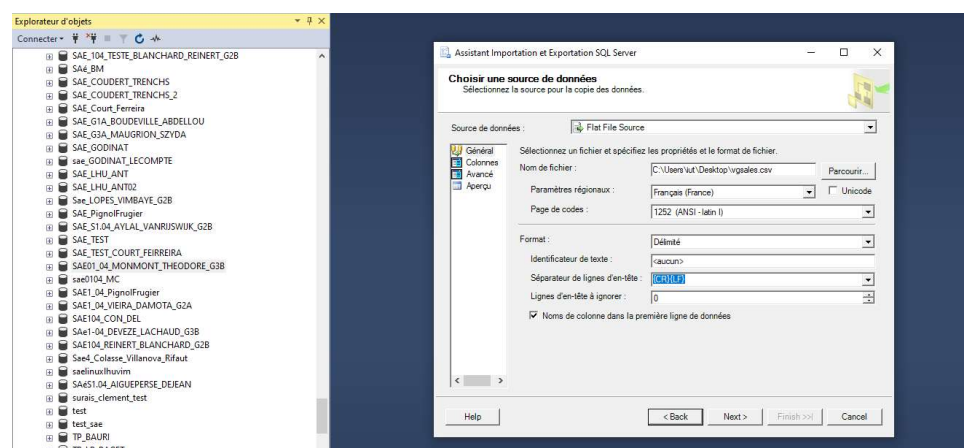 Explorateur d'objets
Connecter
SAE_104_TESTE_BLANCHARD_REINERT_G2B
SAé_BM
SAE_COUDERT_TRENCHS
SAE_COUDERT_TRENCHS_2
SAE_Court_Ferreira
SAE_G1A_BOUDEVILLE_ABDELLOU
SAE_G3A_MAUGRION_SZYDA
SAE_GODINAT
sae_GODINAT_LECOMPTE
SAE_LHU_ANT
SAE_LHU_ANT02
Sae_LOPES_VIMBAYE_G2B
SAE_PignolFrugier
SAE_S1.04_AYLAL_VANRIJSWIJK_G2B
SAE_TEST
SAE_TEST_COURT_FEIRREIRA
SAE01_04_MONMONT_THEODORE_G3B
sae0104_MC
SAE1_04_PignolFrugier
SAE1_04_VIEIRA_DAMOTA_G2A
SAE104_CON_DEL
SAe1-04_DEVEZE_LACHAUD_G3B
SAE104_REINERT_BLANCHARD_G2B
Sae4_Colasse_Villanova_Rifaut
saelinuxlhuvim
SAéS1.04_AIGUEPERSE_DEJEAN
surais_clement_test
test
test_sae
TP_BAURI
Assistant Importation et Exportation SQL Server
Choisir une source de données
Sélectionnez la source pour la copie des données.
Source de données : Flat File Source
Général
Colonnes
Avancé
Aperçu
Sélectionnez un fichier et spécifiez les propriétés et le format de fichier.
Nom de fichier : C:\Users\iut\Desktop\vgsales.csv Parcourir...
Paramètres régionaux : Français (France) Unicode
Page de codes : 1252 (ANSI - latin I)
Format : Délimité
Identificateur de texte : <aucun>
Séparateur de lignes d'en-tête : {CR}{LF}
Lignes d'en-tête à ignorer : 0
Noms de colonne dans la première ligne de données
Help < Back Next > Finish >>| Cancel